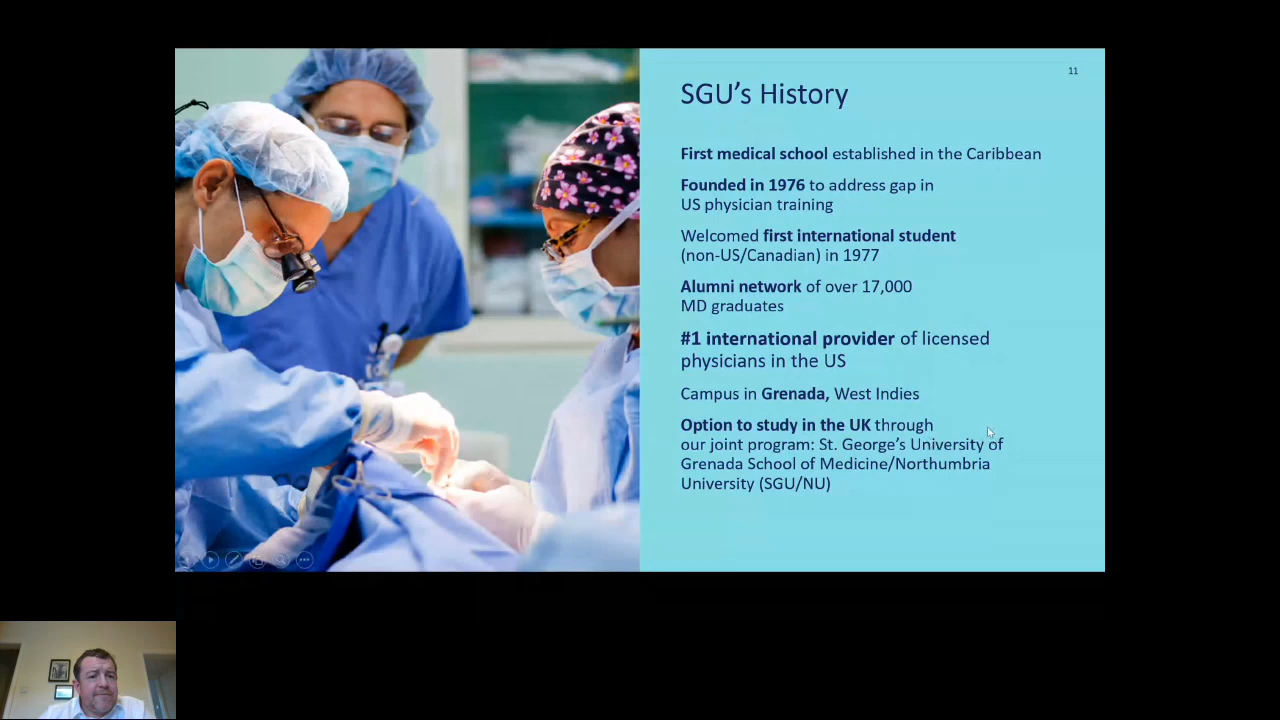 11
SGU's History
First medical school established in the Caribbean
Founded in 1976 to address gap in
US physician training
Welcomed first international student
(non-US/Canadian) in 1977
Alumni network of over 17,000
MD graduates
#1 international provider of licensed
physicians in the US
Campus in Grenada, West Indies
Option to study in the UK through
our joint program: St. George's University of
Grenada School of Medicine/Northumbria
University (SGU/NU)